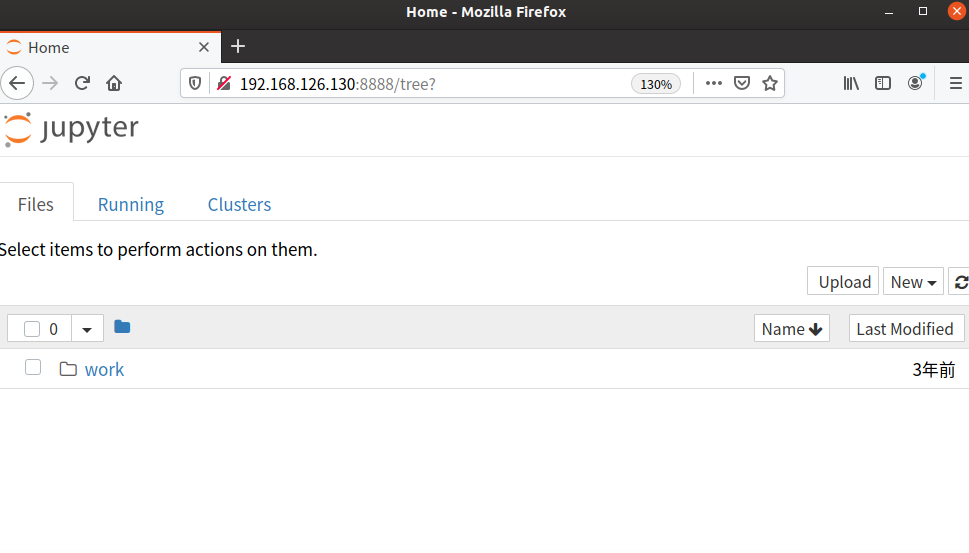 Home - Mozilla Firefox
Home
192.168.126.130:8888/tree?
130%
jupyter
Files
Running
Clusters
Select items to perform actions on them.
Upload
New
0
Name
Last Modified
work
3年前